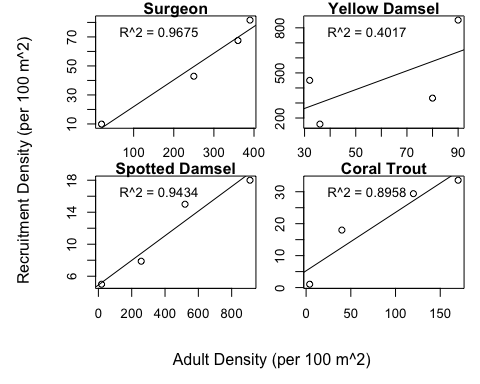 Surgeon
R^2 = 0.9675
10 30 50 70
100 200 300 400
Yellow Damsel
R^2 = 0.4017
200 500 800
30 50 70 90
Spotted Damsel
R^2 = 0.9434
6 10 14 18
0 200 400 600 800
Coral Trout
R^2 = 0.8958
0 10 20 30
0 50 100 150
Recruitment Density (per 100 m^2)
Adult Density (per 100 m^2)